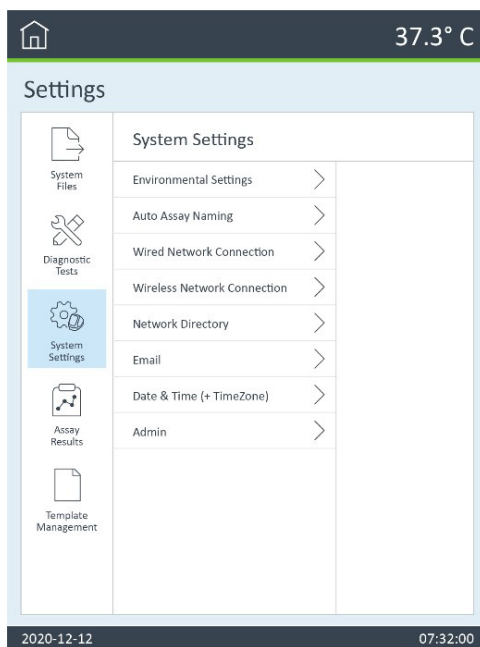 37.3° C
Settings
System
Files
Diagnostic
Tests
System
Settings
Assay
Results
Template
Management
System Settings
Environmental Settings
Auto Assay Naming
Wired Network Connection
Wireless Network Connection
Network Directory
Email
Date & Time (+ TimeZone)
Admin
2020-12-12
07:32:00